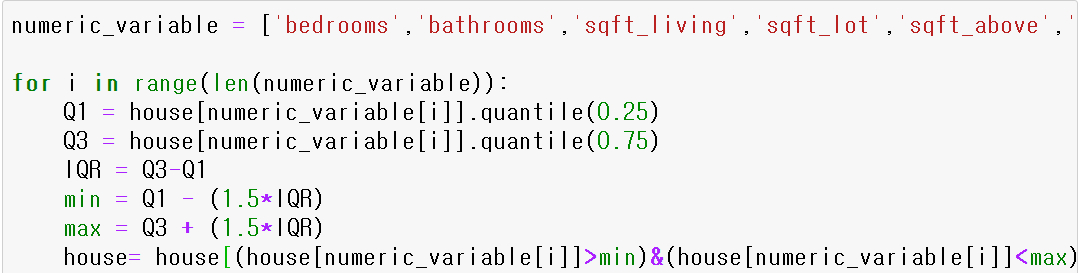 numeric_variable = ['bedrooms','bathrooms','sqft_living','sqft_lot','sqft_above','
for i in range(len(numeric_variable)):
    Q1 = house[numeric_variable[i]].quantile(0.25)
    Q3 = house[numeric_variable[i]].quantile(0.75)
    IQR = Q3-Q1
    min = Q1 - (1.5*IQR)
    max = Q3 + (1.5*IQR)
    house= house[(house[numeric_variable[i]]>min)&(house[numeric_variable[i]]<max)